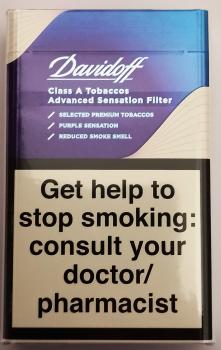 Davidoff
Class A Tobaccos
Advanced Sensation Filter
SELECTED PREMIUM TOBACCOS
PURPLE SENSATION
REDUCED SMOKE SMELL
Get help to
stop smoking:
consult your
doctor/
pharmacist